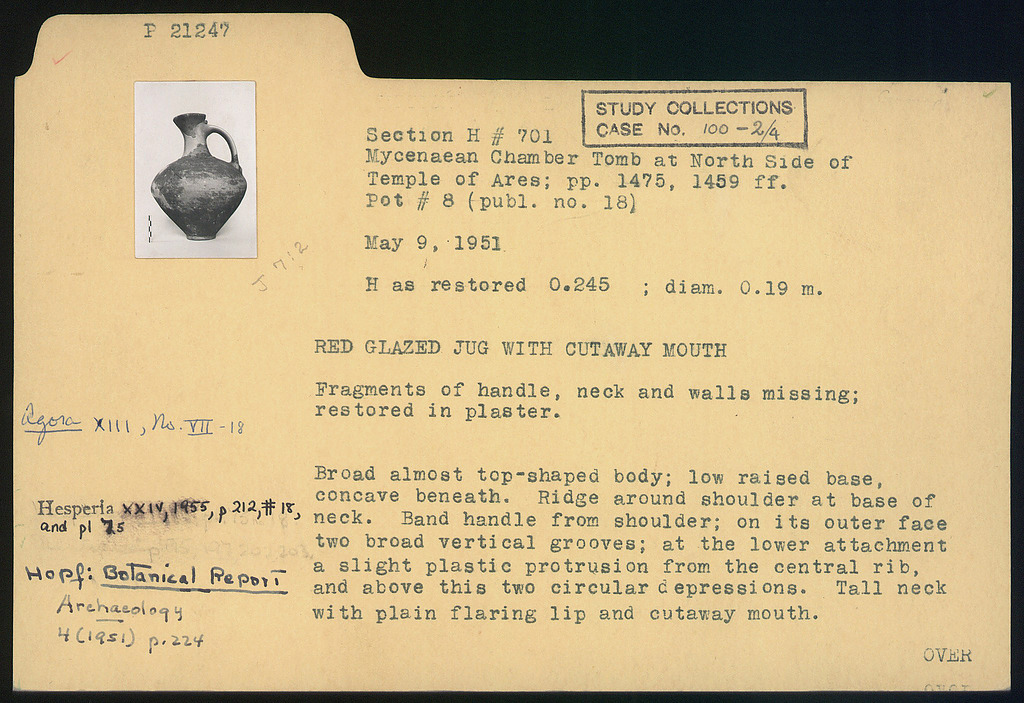 P 21247
STUDY COLLECTIONS
CASE No. 100-2/4
Section H # 701
Mycenaean Chamber Tomb at North Side of
Temple of Ares; pp. 1475, 1459 ff.
Pot # 8 (publ. no. 18)
May 9, 1951
J 7:2
H as restored 0.245 ; diam. 0.19 m.
RED GLAZED JUG WITH CUTAWAY MOUTH
Fragments of handle, neck and walls missing;
restored in plaster.
Agora XIII, No. VII-18
Broad almost top-shaped body; low raised base,
concave beneath. Ridge around shoulder at base of
neck. Band handle from shoulder; on its outer face
two broad vertical grooves; at the lower attachment
a slight plastic protrusion from the central rib,
and above this two circular depressions. Tall neck
with plain flaring lip and cutaway mouth.
Hesperia XXIV, 1955, p 212, #18,
and pl 75
Hopf: Botanical Report
Archaeology
4 (1951) p. 224
OVER